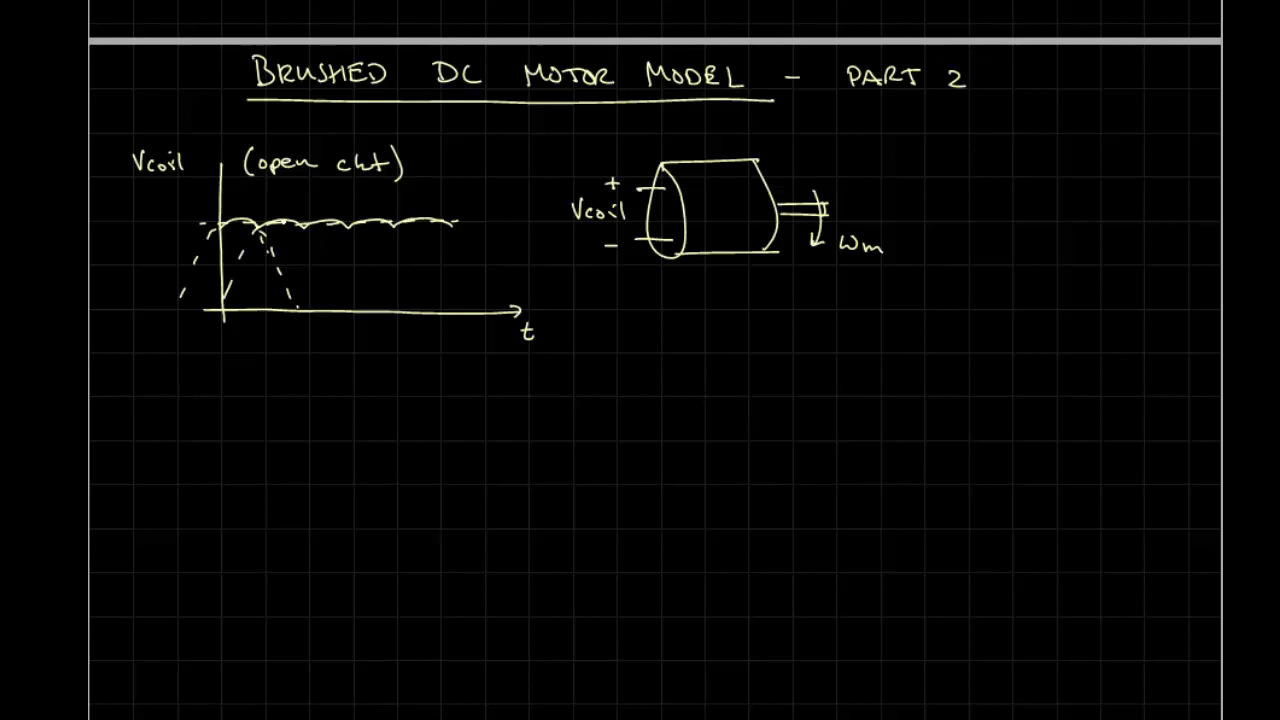 BRUSHED DC MOTOR MODEL - PART 2
Vcoil (open ckt)
t
+
Vcoil
-
ωm